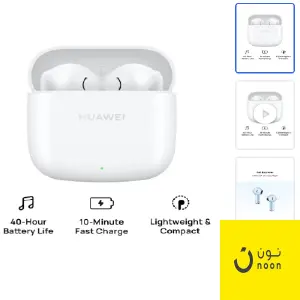 HUAWEI
40-Hour
Battery Life
10-Minute
Fast Charge
Lightweight &
Compact
نون
noon